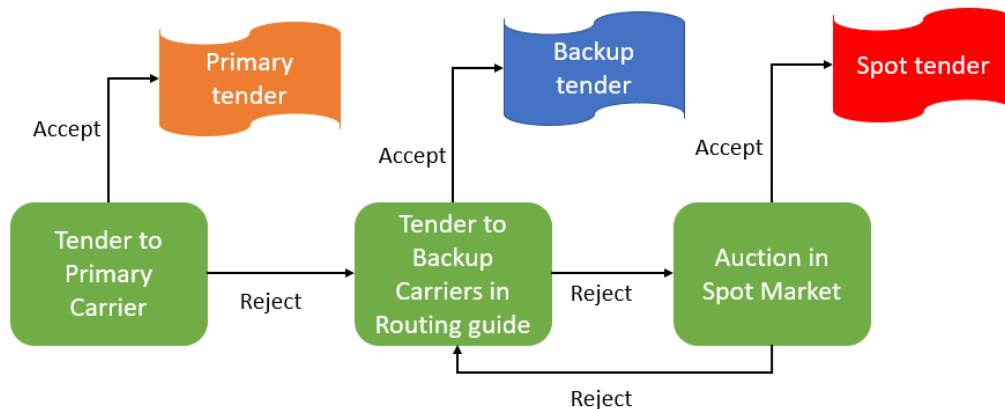 Primary
tender
Backup
tender
Spot tender
Accept
Accept
Accept
Tender to
Primary
Carrier
Reject
Tender to
Backup
Carriers in
Routing guide
Reject
Auction in
Spot Market
Reject